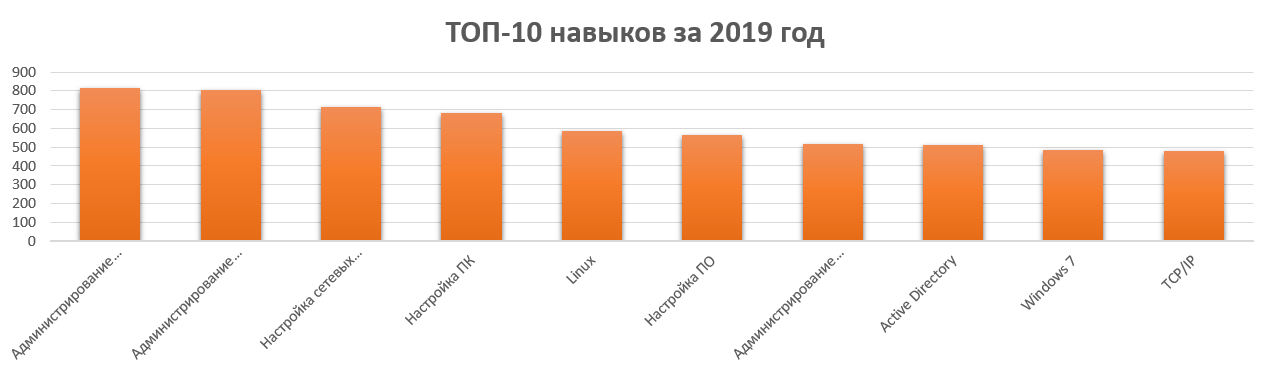 ТОП-10 навыков за 2019 год
900
800
700
600
500
400
300
200
100
0
Администрирование...
Администрирование...
Настройка сетевых...
Настройка ПК
Linux
Настройка ПО
Администрирование...
Active Directory
Windows 7
TCP/IP